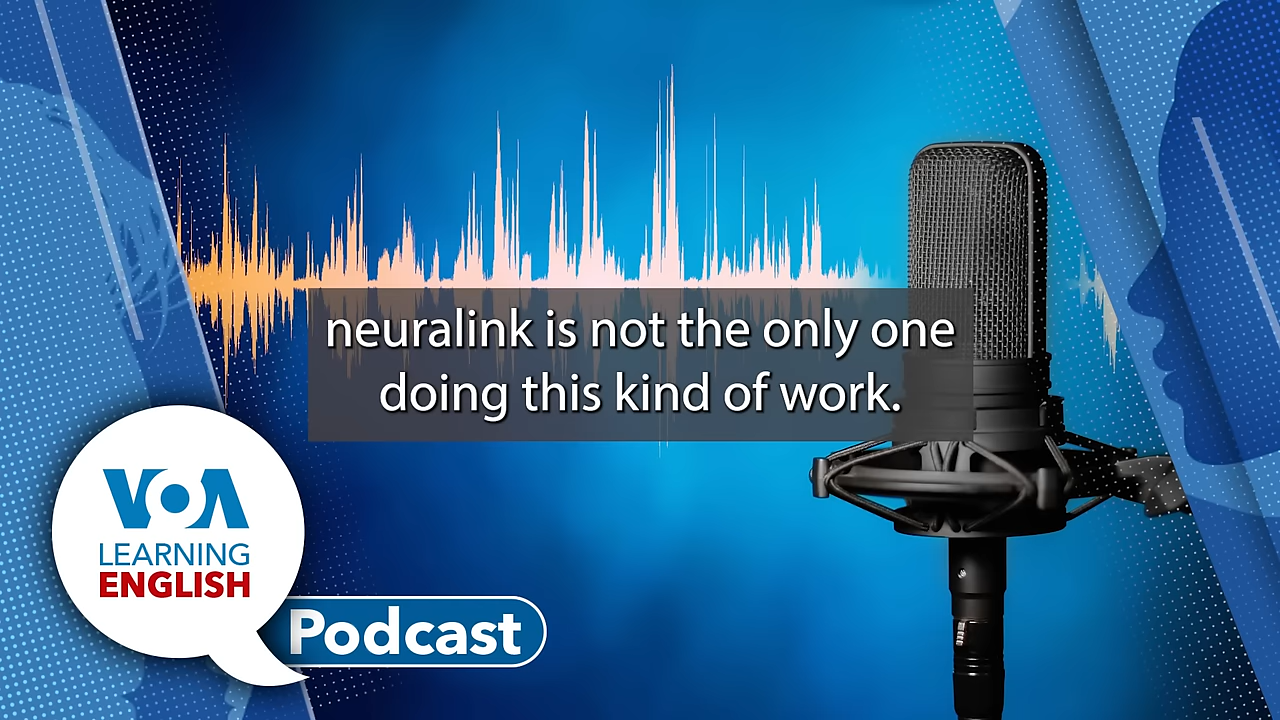 neuralink is not the only one
doing this kind of work.
VOA
LEARNING
ENGLISH
Podcast